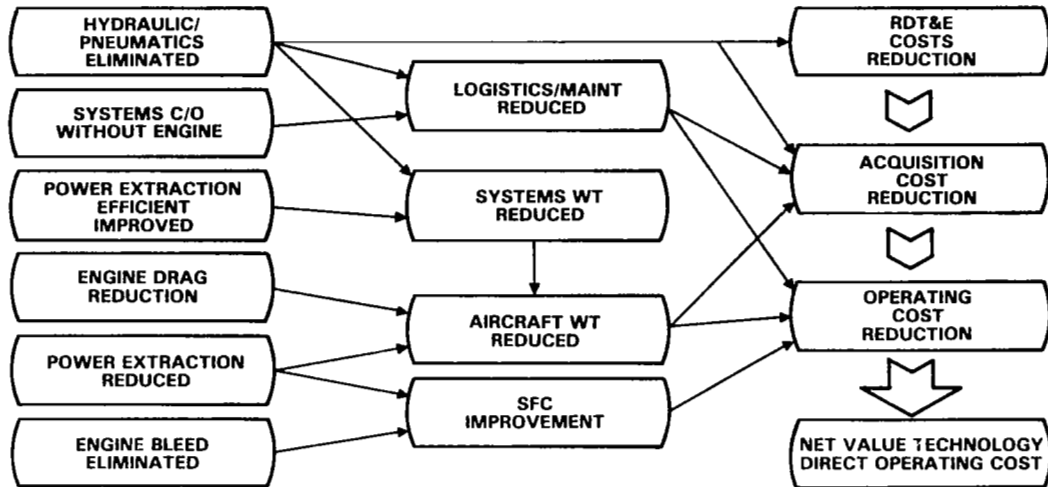 HYDRAULIC/
PNEUMATICS
ELIMINATED
SYSTEMS C/O
WITHOUT ENGINE
POWER EXTRACTION
EFFICIENT
IMPROVED
ENGINE DRAG
REDUCTION
POWER EXTRACTION
REDUCED
ENGINE BLEED
ELIMINATED
LOGISTICS/MAINT
REDUCED
SYSTEMS WT
REDUCED
AIRCRAFT WT
REDUCED
SFC
IMPROVEMENT
RDT&E
COSTS
REDUCTION
ACQUISITION
COST
REDUCTION
OPERATING
COST
REDUCTION
NET VALUE TECHNOLOGY
DIRECT OPERATING COST